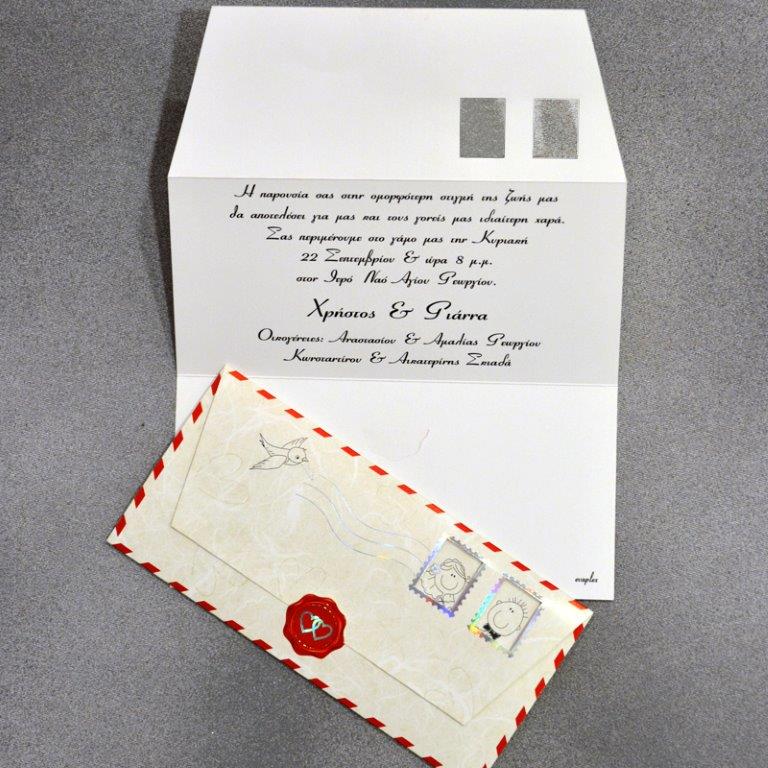 Η παρουσία σας στην ομορφότερη στιγμή της ζωής μας
θα αποτελέσει για μας και τους γονείς μας ιδιαίτερη χαρά.
Σας περιμένουμε στο γάμο μας την Κυριακή
22 Σεπτεμβρίου & ώρα 8 μ.μ.
στον Ιερό Ναό Αγίου Γεωργίου.
Χρήστος & Γιάννα
Οικογένειες: Αναστασίου & Αμαλίας Γεωργίου
Κωνσταντίνου & Αικατερίνης Σκιαδά